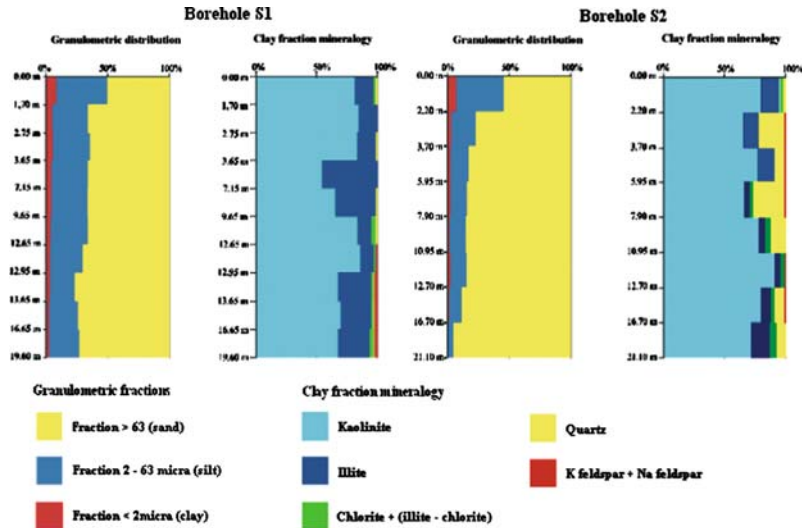 Borehole S1
Borehole S2
Granulometric distribution
Clay fraction mineralogy
Granulometric distribution
Clay fraction mineralogy
0% 50% 100%
0% 50% 100%
0% 50% 100%
0% 50% 100%
0.00 m
1,70 m
2.75 m
3.65 m
7.15 m
9.65 m
12.65 m
12.95 m
13.65 m
16.65 m
19.60 m
0.00 m
1,70 m
2.75 m
3.65 m
7.15 m
9.65 m
12.65 m
12.95 m
13.65 m
16.65 m
19.60 m
0.00 m
2.20 m
3.70 m
5.95 m
7.90 m
10.95 m
12.70 m
16.70 m
21.10 m
0.00 m
2.20 m
3.70 m
5.95 m
7.90 m
10.95 m
12.70 m
16.70 m
21.10 m
Granulometric fractions
Clay fraction mineralogy
Fraction > 63 (sand)
Kaolinite
Quartz
Fraction 2 - 63 micra (silt)
Illite
K feldspar + Na feldspar
Fraction < 2micra (clay)
Chlorite + (illite - chlorite)